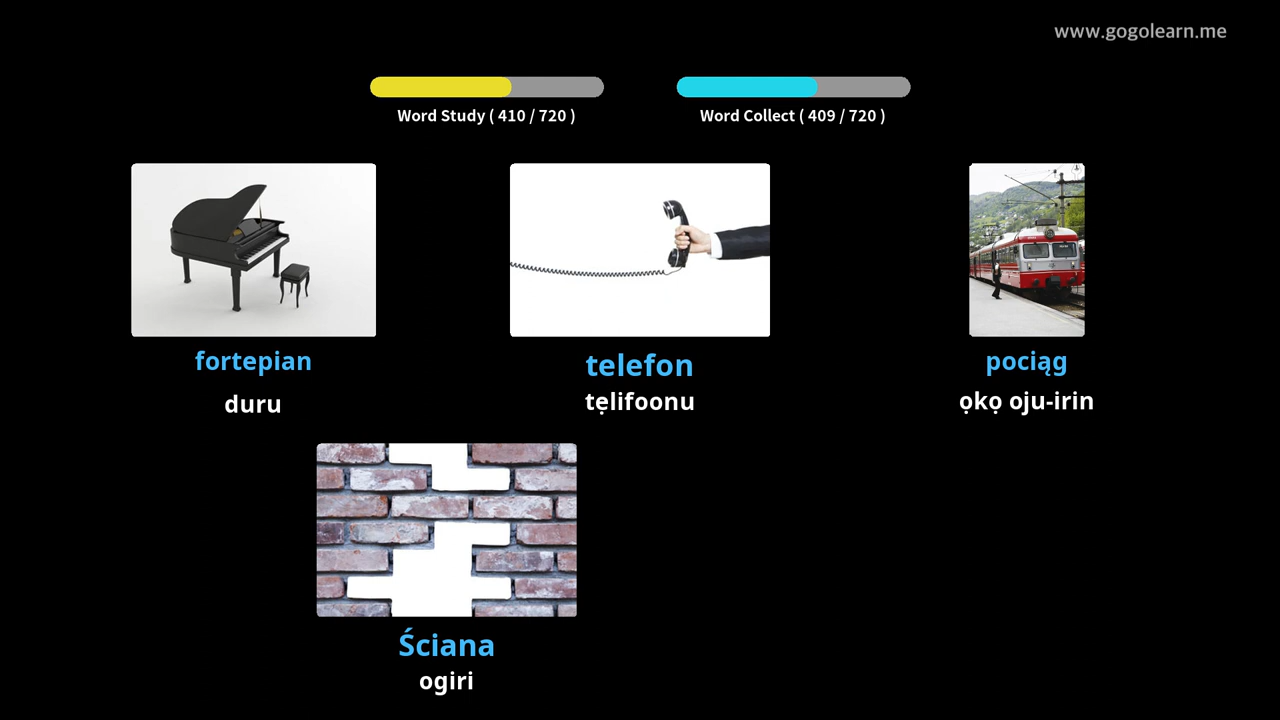 www.gogolearn.me
Word Study ( 410 / 720 )
Word Collect ( 409 / 720 )
fortepian
duru
telefon
tẹlifoonu
pociąg
ọkọ oju-irin
Ściana
ogiri